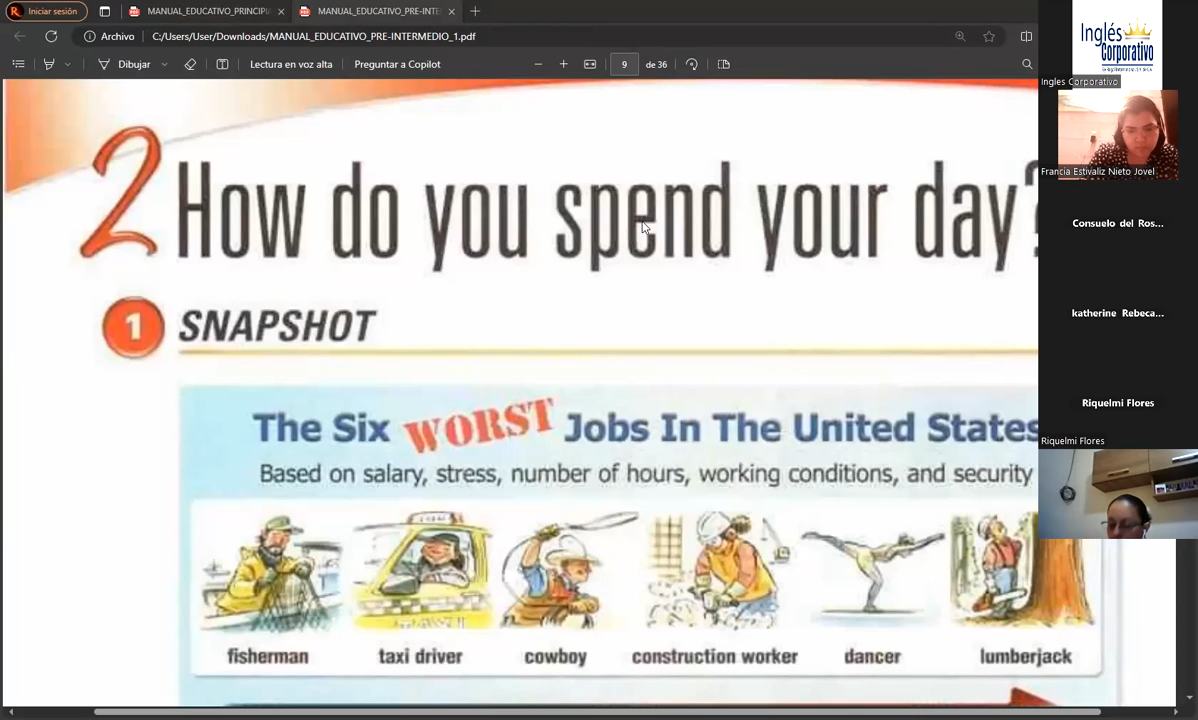 Iniciar sesión
MANUAL_EDUCATIVO_PRINCIPI
MANUAL_EDUCATIVO_PRE-INTE
Archivo
C:/Users/User/Downloads/MANUAL_EDUCATIVO_PRE-INTERMEDIO_1.pdf
Dibujar
Lectura en voz alta
Preguntar a Copilot
9
de 36
2 How do you spend your day?
1 SNAPSHOT
The Six WORST Jobs In The United States
Based on salary, stress, number of hours, working conditions, and security
TAXI
fisherman
taxi driver
cowboy
construction worker
dancer
lumberjack
Inglés
Corporativo
Ingles Corporativo
Francia Estivaliz Nieto Jovel
Consuelo del Ros...
katherine Rebeca...
Riquelmi Flores
Riquelmi Flores